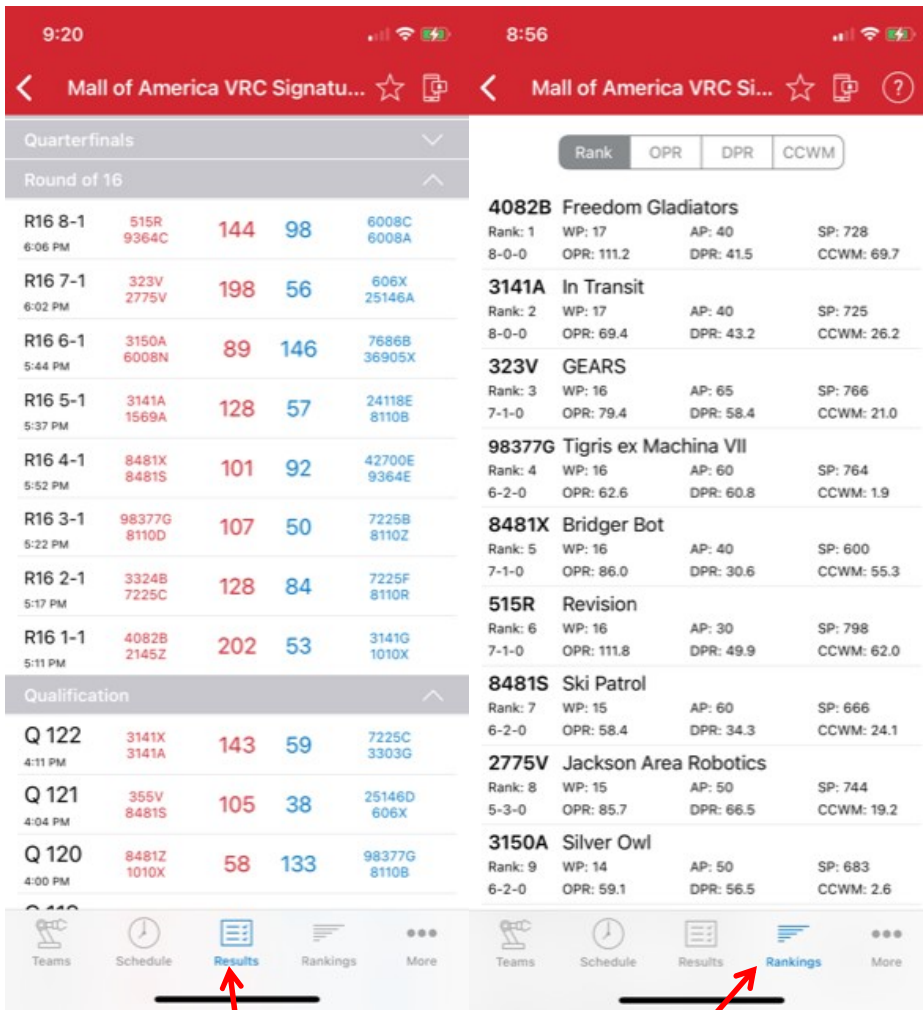 9:20
Mall of America VRC Signatu...
Quarterfinals
Round of 16
R16 8-1 515R 144 98 6008C
6:06 PM 9364C 6008A
R16 7-1 323V 198 56 606X
6:02 PM 2775V 25146A
R16 6-1 3150A 89 146 7686B
5:44 PM 6008N 36905X
R16 5-1 3141A 128 57 24118E
5:37 PM 1569A 8110B
R16 4-1 8481X 101 92 42700E
5:52 PM 8481S 9364E
R16 3-1 98377G 107 50 7225B
5:22 PM 8110D 8110Z
R16 2-1 3324B 128 84 7225F
5:17 PM 7225C 8110R
R16 1-1 4082B 202 53 3141G
5:11 PM 2145Z 1010X
Qualification
Q 122 3141X 143 59 7225C
4:11 PM 3141A 3303G
Q 121 355V 105 38 25146D
4:04 PM 8481S 606X
Q 120 8481Z 58 133 98377G
4:00 PM 1010X 8110B
Teams Schedule Results Rankings More
8:56
Mall of America VRC Si... ?
Rank OPR DPR CCWM
4082B Freedom Gladiators
Rank: 1 WP: 17 AP: 40 SP: 728
8-0-0 OPR: 111.2 DPR: 41.5 CCWM: 69.7
3141A In Transit
Rank: 2 WP: 17 AP: 40 SP: 725
8-0-0 OPR: 69.4 DPR: 43.2 CCWM: 26.2
323V GEARS
Rank: 3 WP: 16 AP: 65 SP: 766
7-1-0 OPR: 79.4 DPR: 58.4 CCWM: 21.0
98377G Tigris ex Machina VII
Rank: 4 WP: 16 AP: 60 SP: 764
6-2-0 OPR: 62.6 DPR: 60.8 CCWM: 1.9
8481X Bridger Bot
Rank: 5 WP: 16 AP: 40 SP: 600
7-1-0 OPR: 86.0 DPR: 30.6 CCWM: 55.3
515R Revision
Rank: 6 WP: 16 AP: 30 SP: 798
7-1-0 OPR: 111.8 DPR: 49.9 CCWM: 62.0
8481S Ski Patrol
Rank: 7 WP: 15 AP: 60 SP: 666
6-2-0 OPR: 58.4 DPR: 34.3 CCWM: 24.1
2775V Jackson Area Robotics
Rank: 8 WP: 15 AP: 50 SP: 744
5-3-0 OPR: 85.7 DPR: 66.5 CCWM: 19.2
3150A Silver Owl
Rank: 9 WP: 14 AP: 50 SP: 683
6-2-0 OPR: 59.1 DPR: 56.5 CCWM: 2.6
Teams Schedule Results Rankings More